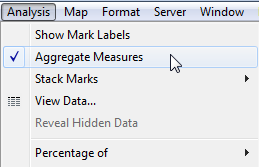 Analysis Map Format Server Window
Show Mark Labels
Aggregate Measures
Stack Marks
View Data...
Reveal Hidden Data
Percentage of